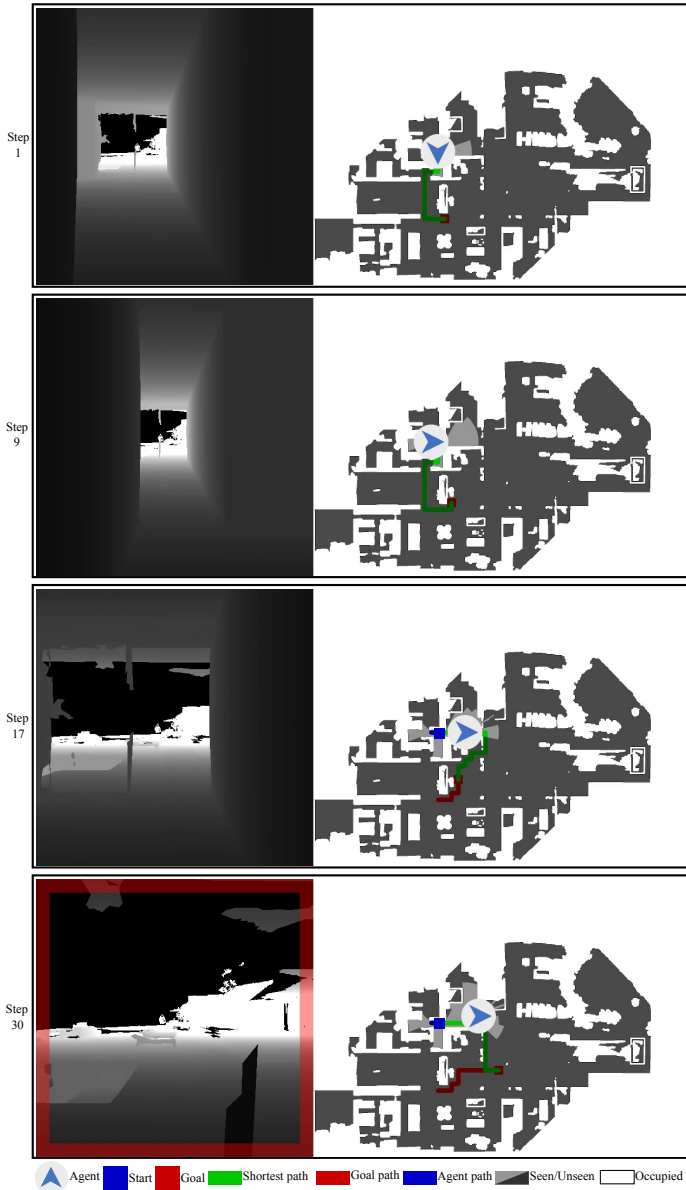 Step
1
Step
9
Step
17
Step
30
Agent Start Goal Shortest path Goal path Agent path Seen/Unseen Occupied